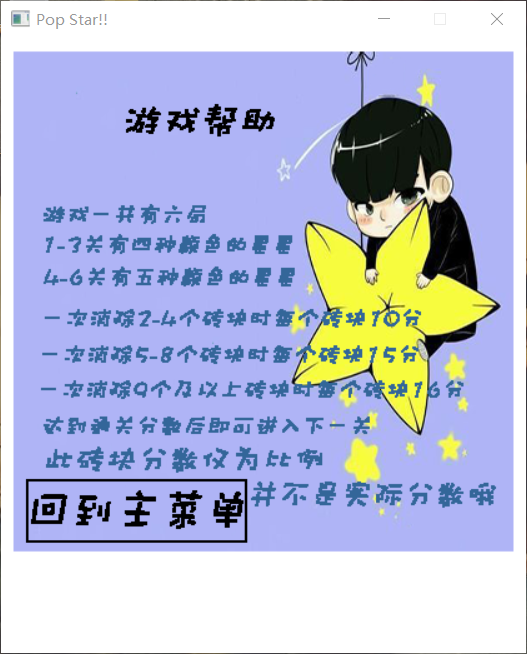 Pop Star!!
游戏帮助
游戏一共有六层
1-3关有四种颜色的星星
4-6关有五种颜色的星星
一次消除2-4个砖块时每个砖块10分
一次消除5-8个砖块时每个砖块15分
一次消除9个及以上砖块时每个砖块16分
达到通关分数后即可进入下一关
此砖块分数仅为比例
并不是实际分数哦
回到主菜单